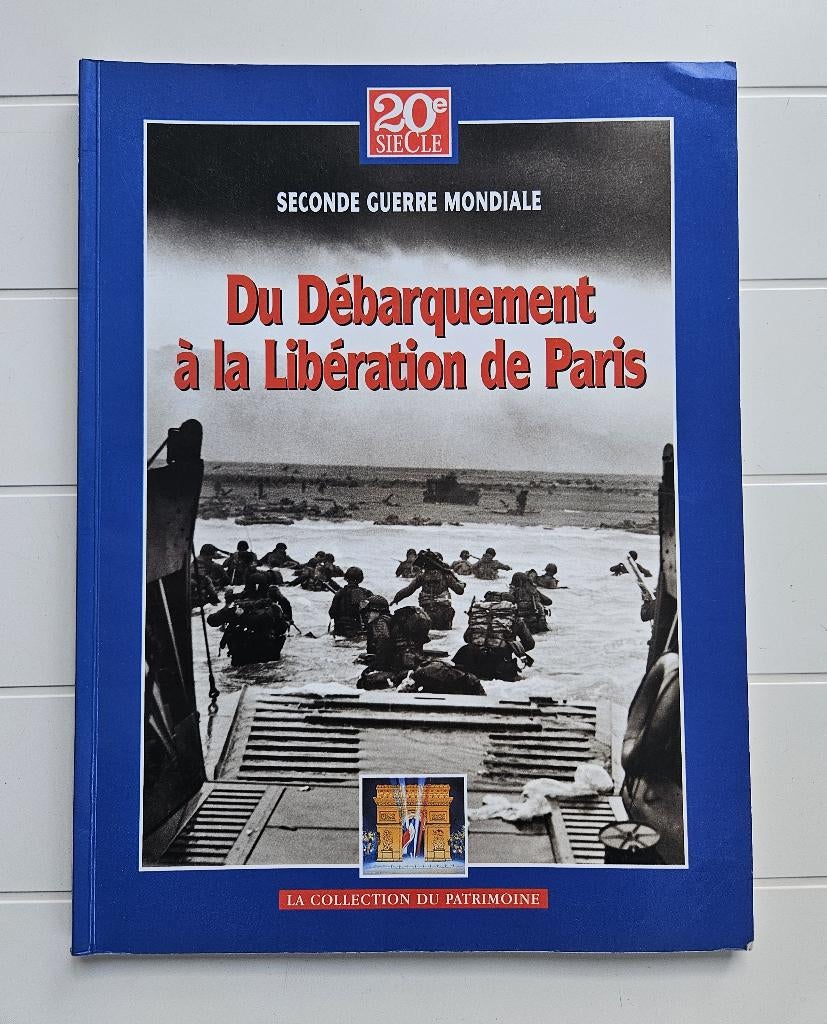 20e
SIECLE
SECONDE GUERRE MONDIALE
Du Débarquement
à la Libération de Paris
LA COLLECTION DU PATRIMOINE